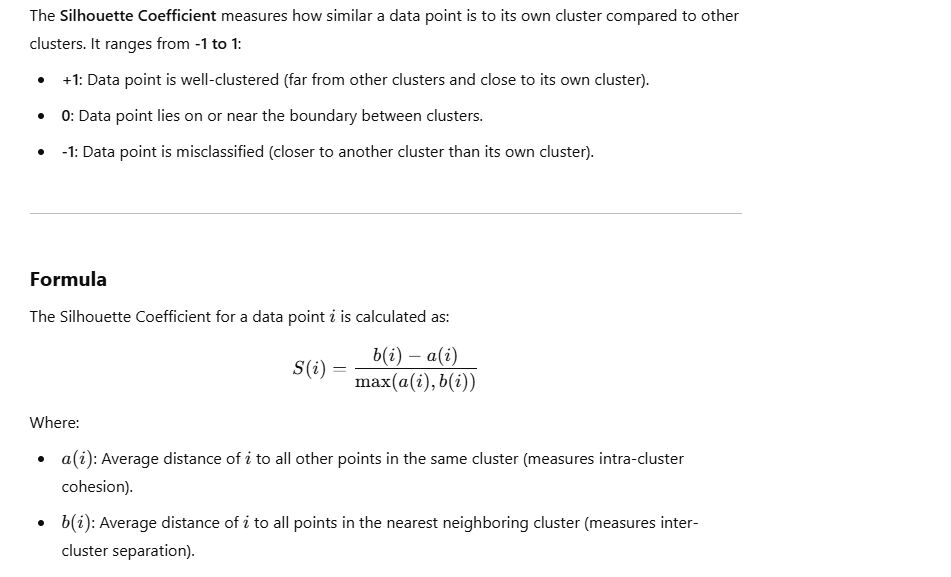 The Silhouette Coefficient measures how similar a data point is to its own cluster compared to other
clusters. It ranges from -1 to 1:
• +1: Data point is well-clustered (far from other clusters and close to its own cluster).
• 0: Data point lies on or near the boundary between clusters.
• -1: Data point is misclassified (closer to another cluster than its own cluster).
Formula
The Silhouette Coefficient for a data point i is calculated as:
S(i) = b(i) − a(i) / max(a(i), b(i))
Where:
• a(i): Average distance of i to all other points in the same cluster (measures intra-cluster
cohesion).
• b(i): Average distance of i to all points in the nearest neighboring cluster (measures inter-
cluster separation).